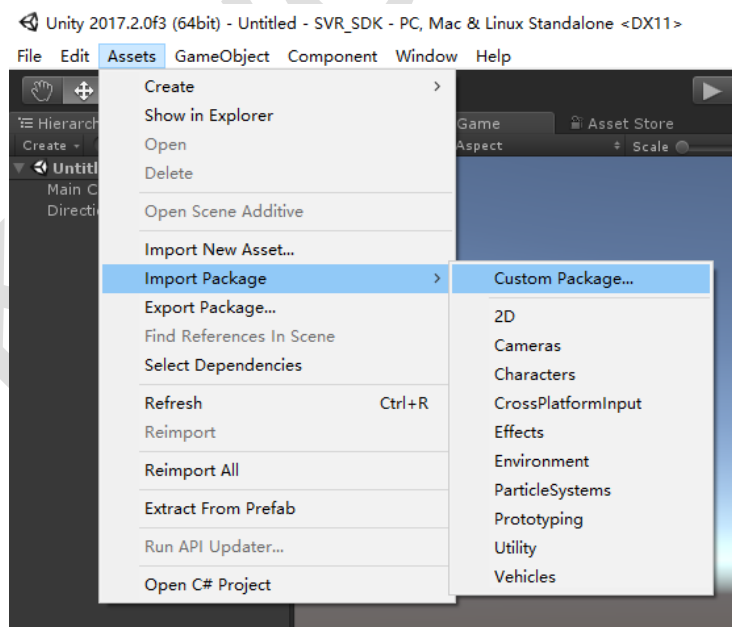 Unity 2017.2.0f3 (64bit) - Untitled - SVR_SDK - PC, Mac & Linux Standalone <DX11>
File Edit Assets GameObject Component Window Help
Hierarch
Create
Untitl
Main C
Directi
Create
Show in Explorer
Open
Delete
Open Scene Additive
Import New Asset...
Import Package
Export Package...
Find References In Scene
Select Dependencies
Refresh Ctrl+R
Reimport
Reimport All
Extract From Prefab
Run API Updater...
Open C# Project
Game Asset Store
Aspect Scale
Custom Package...
2D
Cameras
Characters
CrossPlatformInput
Effects
Environment
ParticleSystems
Prototyping
Utility
Vehicles